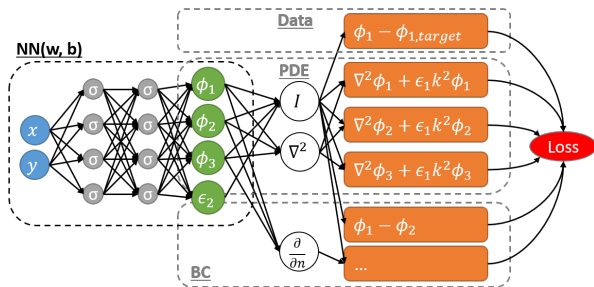 Data
NN(w, b)
PDE
BC
x
y
σ σ
σ σ
σ σ
σ σ
ϕ₁
ϕ₂
ϕ₃
ϵ₂
I
∇²
∂/∂n
ϕ₁ − ϕ₁,target
∇²ϕ₁ + ϵ₁k²ϕ₁
∇²ϕ₂ + ϵ₁k²ϕ₂
∇²ϕ₃ + ϵ₁k²ϕ₃
ϕ₁ − ϕ₂
...
Loss